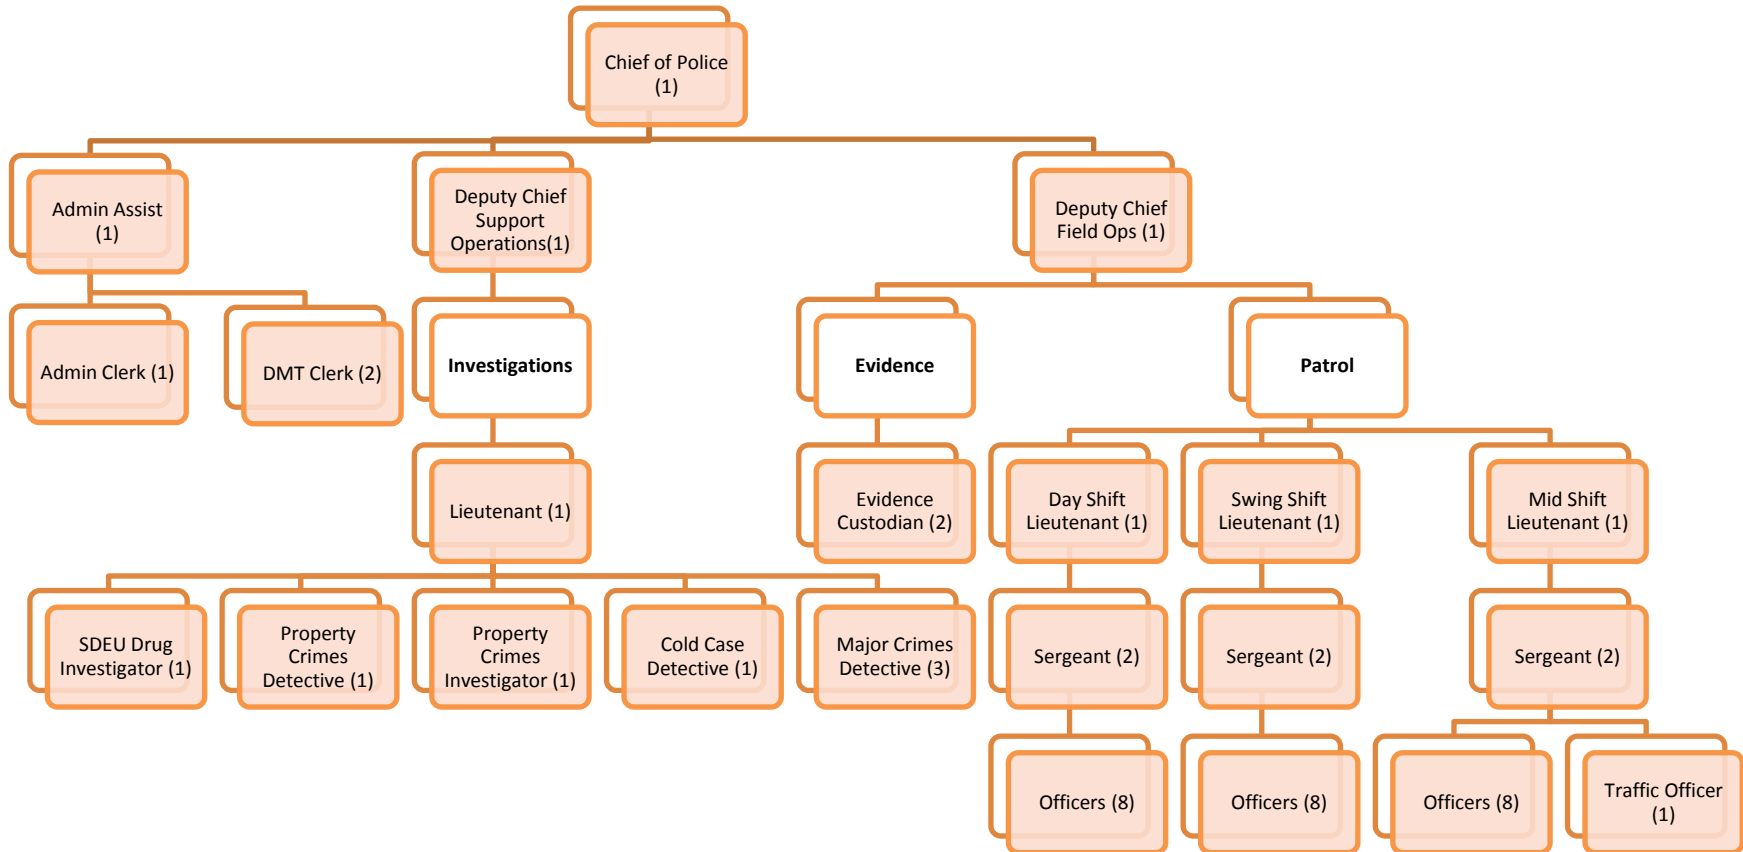 Chief of Police
(1)
Admin Assist
(1)
Deputy Chief
Support
Operations(1)
Deputy Chief
Field Ops (1)
Admin Clerk (1)
DMT Clerk (2)
Investigations
Evidence
Patrol
Lieutenant (1)
Evidence
Custodian (2)
Day Shift
Lieutenant (1)
Swing Shift
Lieutenant (1)
Mid Shift
Lieutenant (1)
SDEU Drug
Investigator (1)
Property
Crimes
Detective (1)
Property
Crimes
Investigator (1)
Cold Case
Detective (1)
Major Crimes
Detective (3)
Sergeant (2)
Sergeant (2)
Sergeant (2)
Officers (8)
Officers (8)
Officers (8)
Traffic Officer
(1)